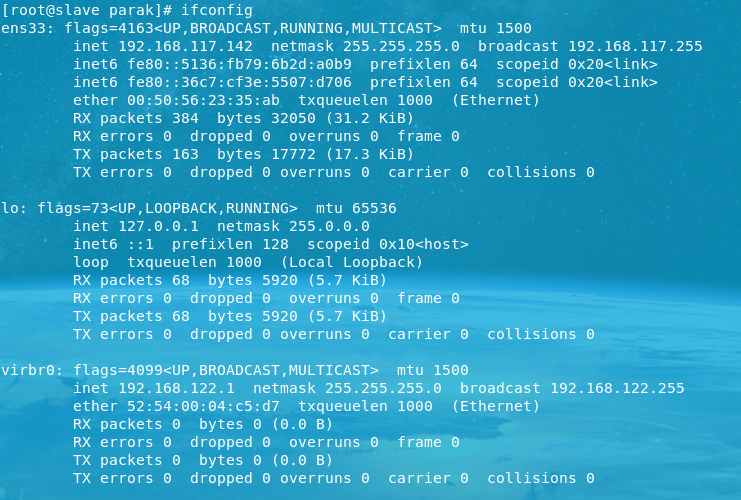 [root@slave parak]# ifconfig
ens33: flags=4163<UP,BROADCAST,RUNNING,MULTICAST>  mtu 1500
        inet 192.168.117.142  netmask 255.255.255.0  broadcast 192.168.117.255
        inet6 fe80::5136:fb79:6b2d:a0b9  prefixlen 64  scopeid 0x20<link>
        inet6 fe80::36c7:cf3e:5507:d706  prefixlen 64  scopeid 0x20<link>
        ether 00:50:56:23:35:ab  txqueuelen 1000  (Ethernet)
        RX packets 384  bytes 32050 (31.2 KiB)
        RX errors 0  dropped 0  overruns 0  frame 0
        TX packets 163  bytes 17772 (17.3 KiB)
        TX errors 0  dropped 0 overruns 0  carrier 0  collisions 0

lo: flags=73<UP,LOOPBACK,RUNNING>  mtu 65536
        inet 127.0.0.1  netmask 255.0.0.0
        inet6 ::1  prefixlen 128  scopeid 0x10<host>
        loop  txqueuelen 1000  (Local Loopback)
        RX packets 68  bytes 5920 (5.7 KiB)
        RX errors 0  dropped 0  overruns 0  frame 0
        TX packets 68  bytes 5920 (5.7 KiB)
        TX errors 0  dropped 0 overruns 0  carrier 0  collisions 0

virbr0: flags=4099<UP,BROADCAST,MULTICAST>  mtu 1500
        inet 192.168.122.1  netmask 255.255.255.0  broadcast 192.168.122.255
        ether 52:54:00:04:c5:d7  txqueuelen 1000  (Ethernet)
        RX packets 0  bytes 0 (0.0 B)
        RX errors 0  dropped 0  overruns 0  frame 0
        TX packets 0  bytes 0 (0.0 B)
        TX errors 0  dropped 0 overruns 0  carrier 0  collisions 0